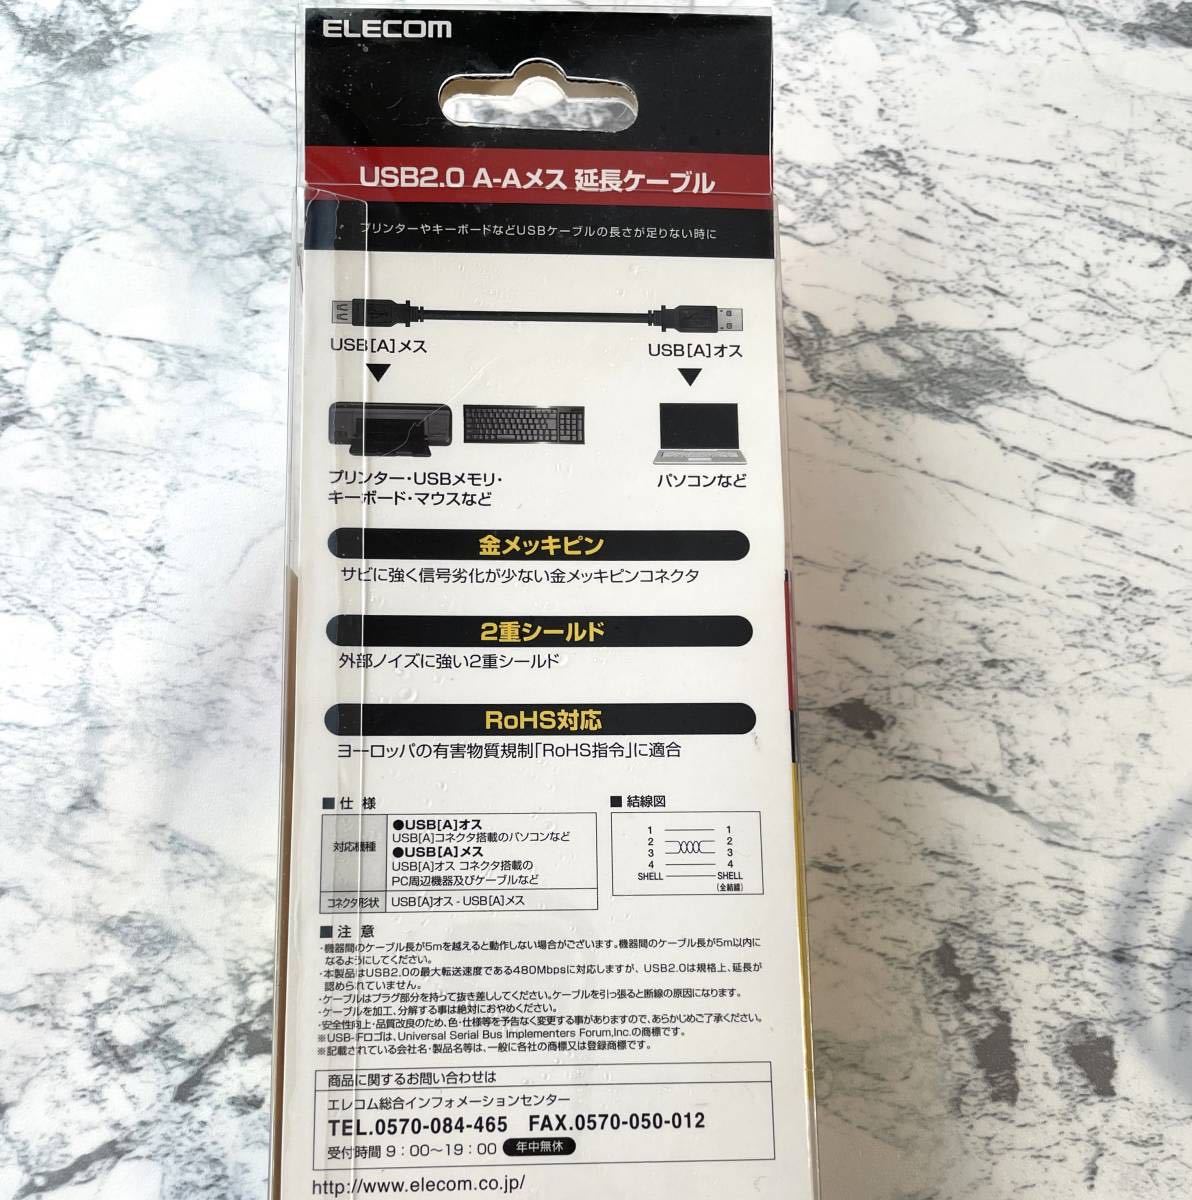 ELECOM
USB2.0 A-Aメス 延長ケーブル
プリンターやキーボードなどUSBケーブルの長さが足りない時に
USB[A]メス
USB[A]オス
プリンター・USBメモリ・
キーボード・マウスなど
パソコンなど
金メッキピン
サビに強く信号劣化が少ない金メッキピンコネクタ
2重シールド
外部ノイズに強い2重シールド
RoHS対応
ヨーロッパの有害物質規制「RoHS指令」に適合
■仕 様
対応機種
●USB[A]オス
USB[A]コネクタ搭載のパソコンなど
●USB[A]メス
USB[A]オス コネクタ搭載の
PC周辺機器及びケーブルなど
コネクタ形状 USB[A]オス - USB[A]メス
■ 結線図
1 1
2 2
3 3
4 4
SHELL SHELL
(全結線)
■注 意
・機器間のケーブル長が5mを越えると動作しない場合がございます。機器間のケーブル長が5m以内に
なるようにしてください。
・本製品はUSB2.0の最大転送速度である480Mbpsに対応しますが、USB2.0は規格上、延長が
認められていません。
・ケーブルはプラグ部分を持って抜き差ししてください。ケーブルを引っ張ると断線の原因になります。
・ケーブルを加工、分解する事は絶対におやめください。
・安全性向上・品質改良のため、色・仕様等を予告なく変更する事がありますので、あらかじめご了承ください。
※USB-IFロゴは、Universal Serial Bus Implementers Forum,Inc.の商標です。
※記載されている会社名・製品名等は、一般に各社の商標又は登録商標です。
商品に関するお問い合わせは
エレコム総合インフォメーションセンター
TEL.0570-084-465 FAX.0570-050-012
受付時間 9：00～19：00 年中無休
http://www.elecom.co.jp/